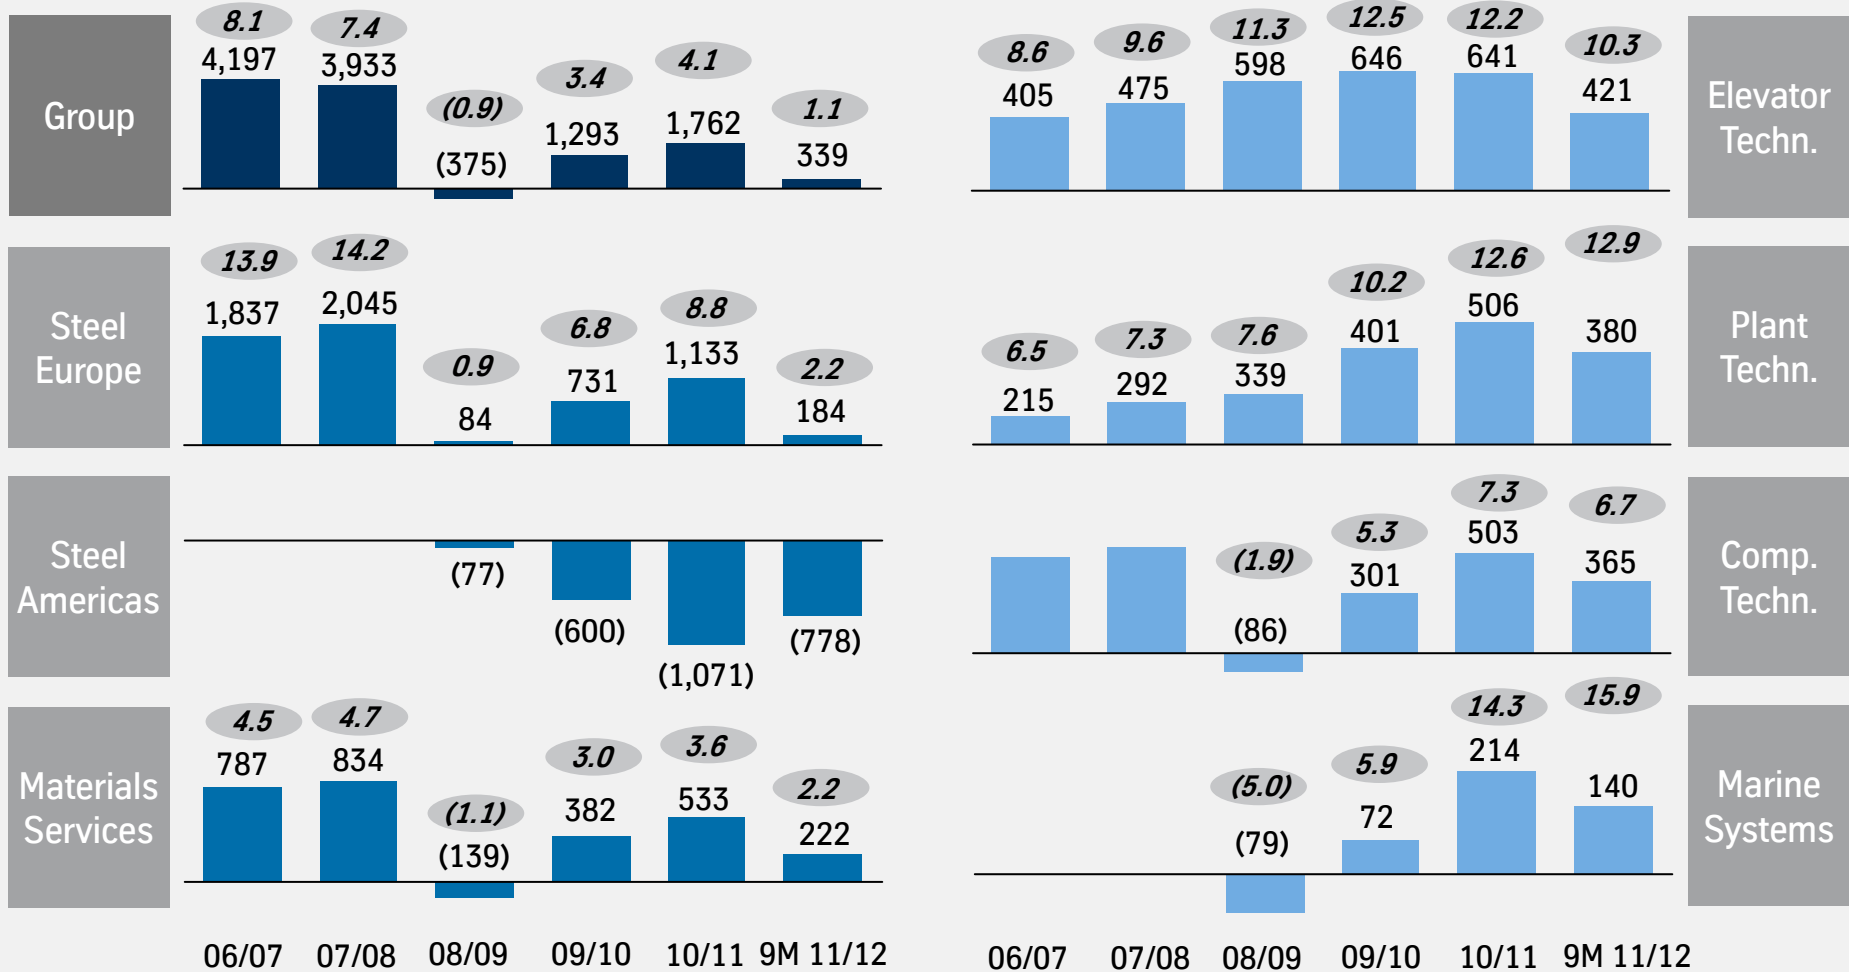 Group
8.1 7.4 (0.9) 3.4 4.1 1.1
4,197 3,933 (375) 1,293 1,762 339
Steel
Europe
13.9 14.2 0.9 6.8 8.8 2.2
1,837 2,045 84 731 1,133 184
Steel
Americas
(77) (600) (1,071) (778)
Materials
Services
4.5 4.7 (1.1) 3.0 3.6 2.2
787 834 (139) 382 533 222
06/07 07/08 08/09 09/10 10/11 9M 11/12
8.6 9.6 11.3 12.5 12.2 10.3
405 475 598 646 641 421
Elevator
Techn.
6.5 7.3 7.6 10.2 12.6 12.9
215 292 339 401 506 380
Plant
Techn.
(1.9) 5.3 7.3 6.7
(86) 301 503 365
Comp.
Techn.
(5.0) 5.9 14.3 15.9
(79) 72 214 140
Marine
Systems
06/07 07/08 08/09 09/10 10/11 9M 11/12